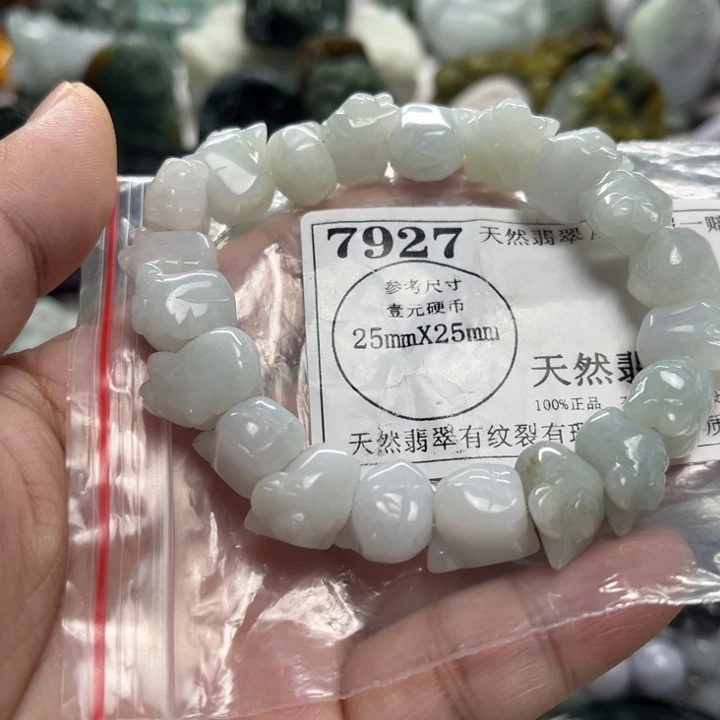 7927 天然翡翠
参考尺寸
壹元硬币
25mmX25mm
天然翡
100%正品
天然翡翠有纹裂有